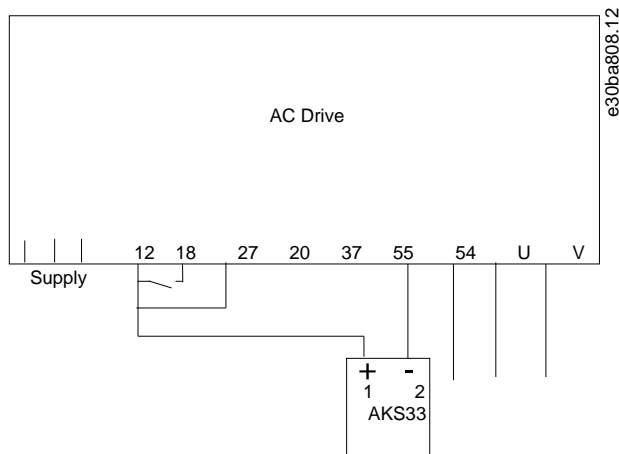 e30ba808.12
AC Drive
12 18 27 20 37 55 54 U V
Supply
+ -
1 2
AKS33